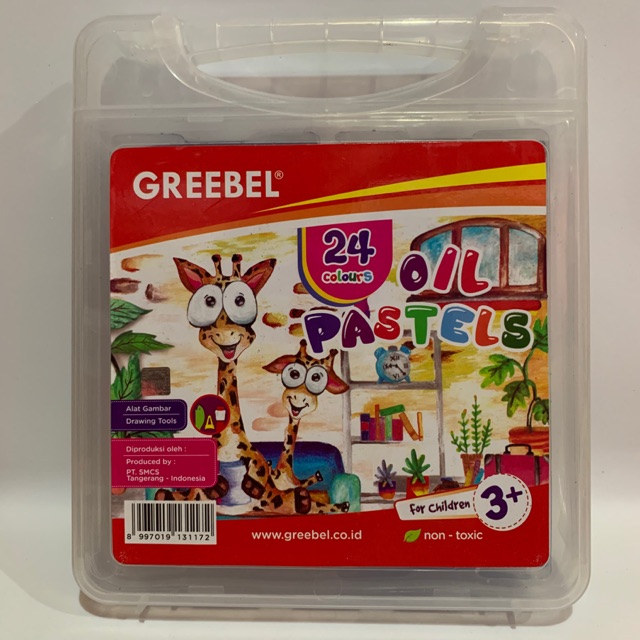 GREEBEL®
24
colours
OIL
PASTELS
Alat Gambar
Drawing Tools
A
Diproduksi oleh :
Produced by :
PT. SMCS
Tangerang - Indonesia
for Children
3+
8 997019 131172
www.greebel.co.id
non - toxic